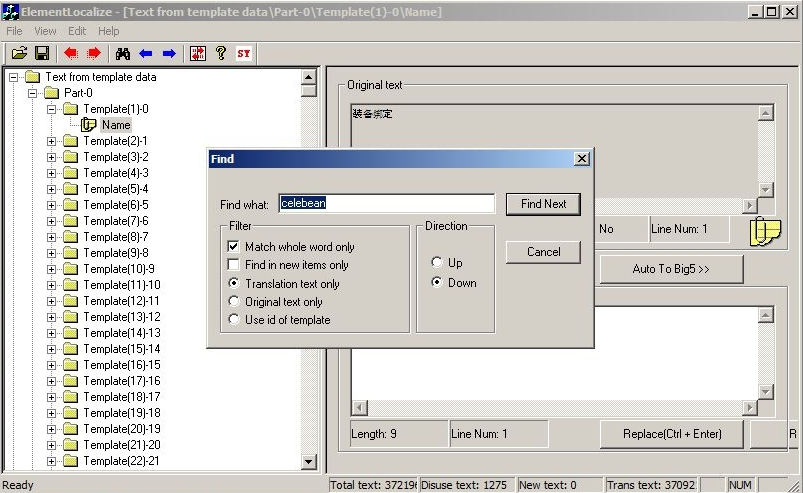 ElementLocalize - [Text from template data\Part-0\Template(1)-0\Name]
File View Edit Help
SY
Text from template data
Part-0
Template(1)-0
Name
Template(2)-1
Template(3)-2
Template(4)-3
Template(5)-4
Template(6)-5
Template(7)-6
Template(8)-7
Template(9)-8
Template(10)-9
Template(11)-10
Template(12)-11
Template(13)-12
Template(14)-13
Template(15)-14
Template(16)-15
Template(17)-16
Template(18)-17
Template(19)-18
Template(20)-19
Template(21)-20
Template(22)-21
Original text
装备绑定
No
Line Num: 1
Auto To Big5 >>
Find
Find what:
celebean
Find Next
Cancel
Filter
Match whole word only
Find in new items only
Translation text only
Original text only
Use id of template
Direction
Up
Down
Length: 9
Line Num: 1
Replace(Ctrl + Enter)
R
Ready
Total text: 37219
Disuse text: 1275
New text: 0
Trans text: 37092
NUM